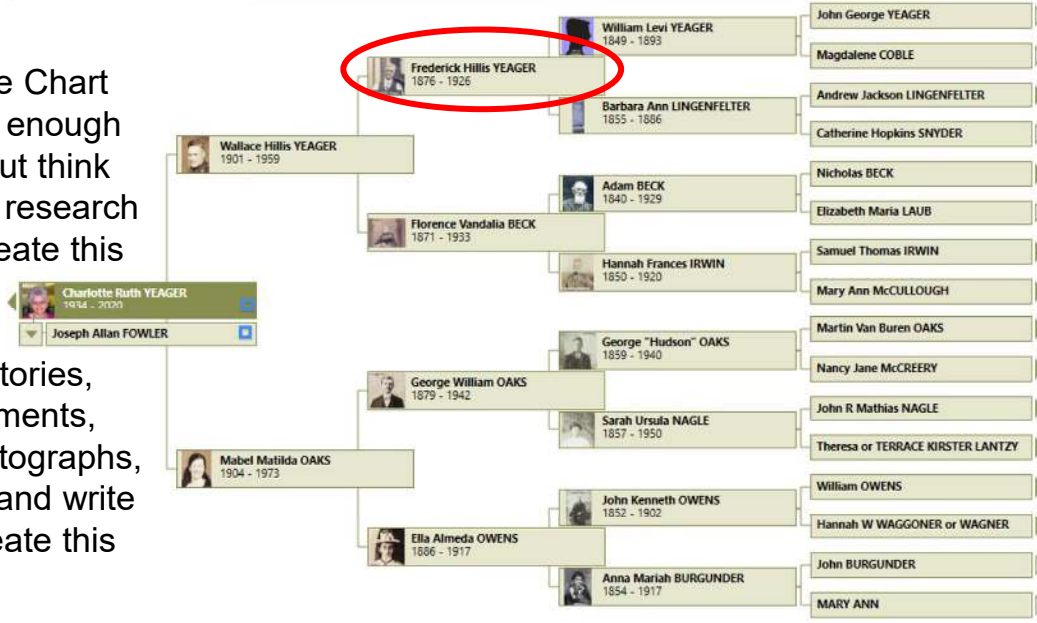 e Chart
enough
ut think
research
eate this
tories,
ments,
tographs,
and write
eate this
Charlotte Ruth YEAGER
1934 - 2020
Joseph Allan FOWLER
Wallace Hillis YEAGER
1901 - 1959
Mabel Matilda OAKS
1904 - 1973
Frederick Hillis YEAGER
1876 - 1926
Florence Vandalia BECK
1871 - 1933
George William OAKS
1879 - 1942
Ella Almeda OWENS
1886 - 1917
William Levi YEAGER
1849 - 1893
Barbara Ann LINGENFELTER
1855 - 1886
Adam BECK
1840 - 1929
Hannah Frances IRWIN
1850 - 1920
George "Hudson" OAKS
1859 - 1940
Sarah Ursula NAGLE
1857 - 1950
John Kenneth OWENS
1852 - 1902
Anna Mariah BURGUNDER
1854 - 1917
John George YEAGER
Magdalene COBLE
Andrew Jackson LINGENFELTER
Catherine Hopkins SNYDER
Nicholas BECK
Elizabeth Maria LAUB
Samuel Thomas IRWIN
Mary Ann McCULLOUGH
Martin Van Buren OAKS
Nancy Jane McCREERY
John R Mathias NAGLE
Theresa or TERRACE KIRSTER LANTZY
William OWENS
Hannah W WAGGONER or WAGNER
John BURGUNDER
MARY ANN